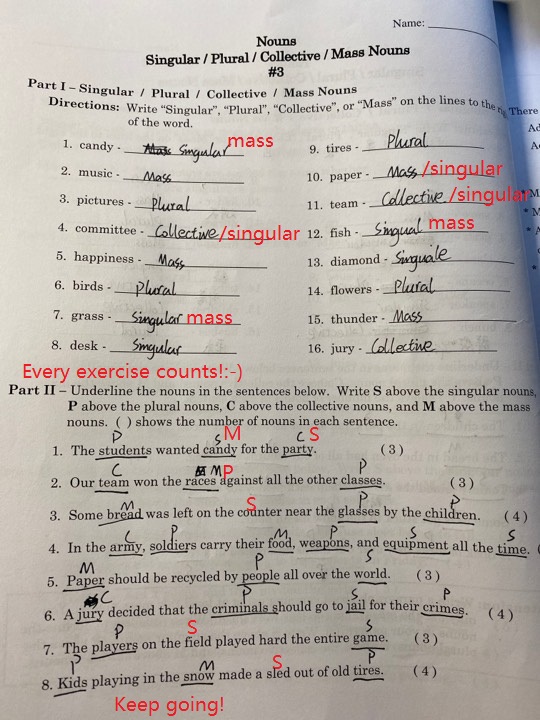 Name:
Nouns
Singular / Plural / Collective / Mass Nouns
#3
Part I – Singular / Plural / Collective / Mass Nouns
Directions: Write “Singular”, “Plural”, “Collective”, or “Mass” on the lines to the
There
of the word.
1. candy - Singular mass
2. music - Mass
3. pictures - Plural
4. committee - Collective /singular
5. happiness - Mass
6. birds - Plural
7. grass - Singular mass
8. desk - Singular
9. tires - Plural
10. paper - Mass /singular
11. team - Collective /singular
12. fish - Singual mass
13. diamond - Singuale
14. flowers - Plural
15. thunder - Mass
16. jury - Collective
Every exercise counts!:-)
Part II – Underline the nouns in the sentences below. Write S above the singular nouns,
P above the plural nouns, C above the collective nouns, and M above the mass
nouns. ( ) shows the number of nouns in each sentence.
P S M C S
1. The students wanted candy for the party. (3)
C M P P
2. Our team won the races against all the other classes. (3)
M S P P
3. Some bread was left on the counter near the glasses by the children. (4)
C P M P S S
4. In the army, soldiers carry their food, weapons, and equipment all the time.
M P S
5. Paper should be recycled by people all over the world. (3)
C P S P
6. A jury decided that the criminals should go to jail for their crimes. (4)
P S S
7. The players on the field played hard the entire game. (3)
P M S P
8. Kids playing in the snow made a sled out of old tires. (4)
Keep going!